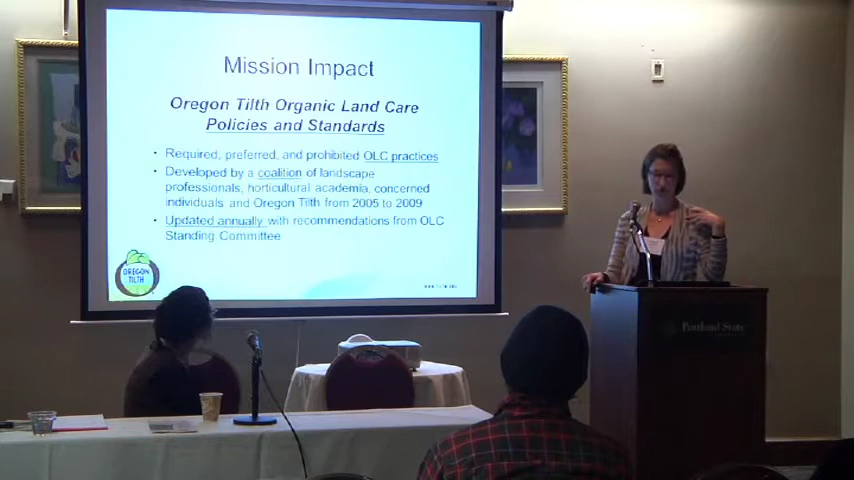 Mission Impact
Oregon Tilth Organic Land Care
Policies and Standards
• Required, preferred, and prohibited OLC practices
• Developed by a coalition of landscape
professionals, horticultural academia, concerned
individuals and Oregon Tilth from 2005 to 2009
• Updated annually with recommendations from OLC
Standing Committee
OREGON
TILTH
Portland State